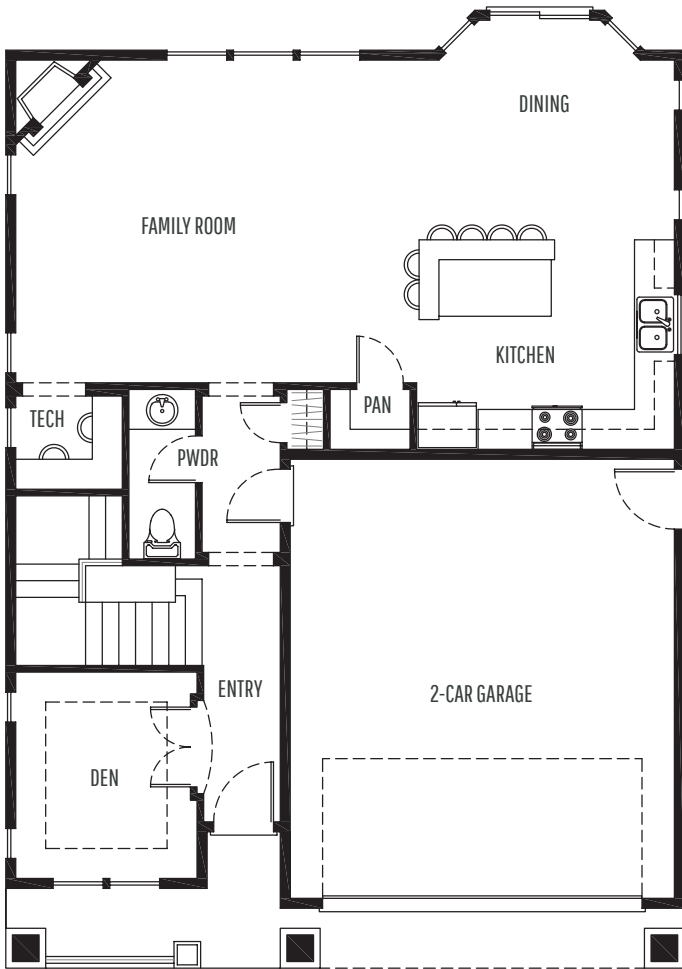 DINING
FAMILY ROOM
KITCHEN
PAN
TECH
PWDR
ENTRY
2-CAR GARAGE
DEN